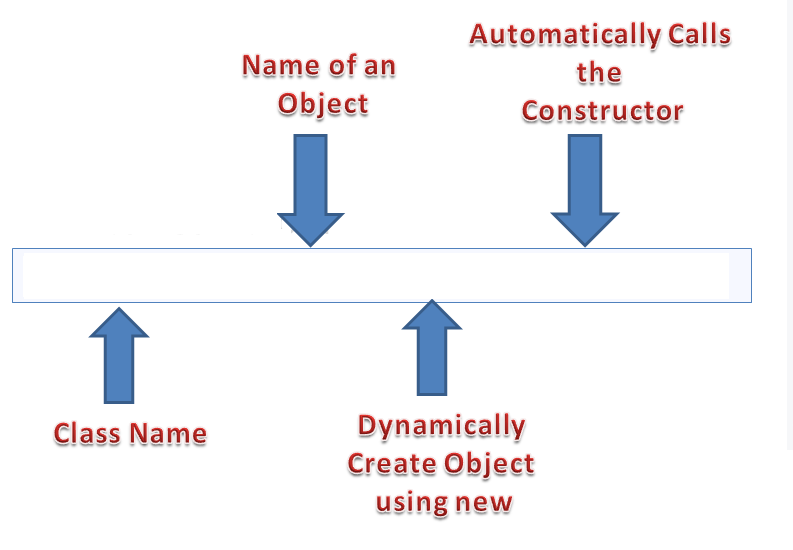 Automatically Calls
the
Constructor
Name of an
Object
Class Name
Dynamically
Create Object
using new